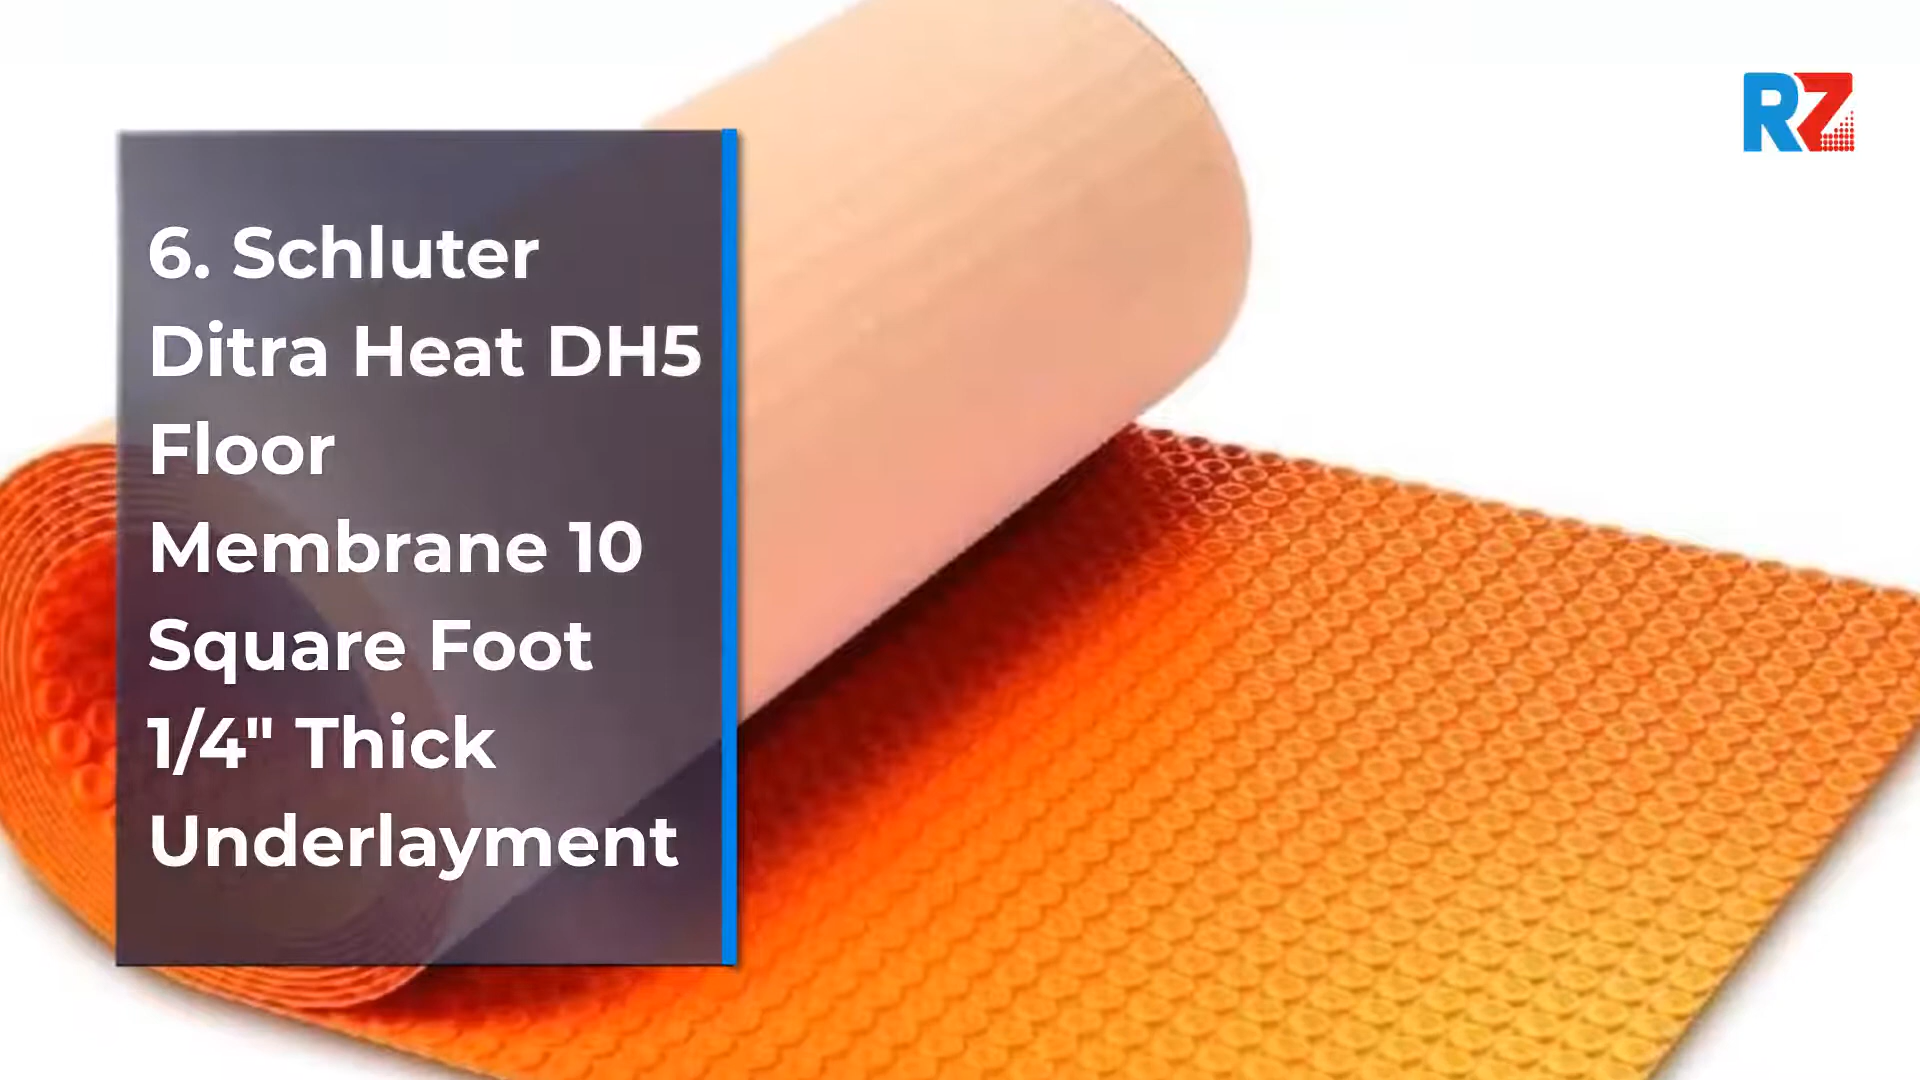 RZ
6. Schluter
Ditra Heat DH5
Floor
Membrane 10
Square Foot
1/4" Thick
Underlayment